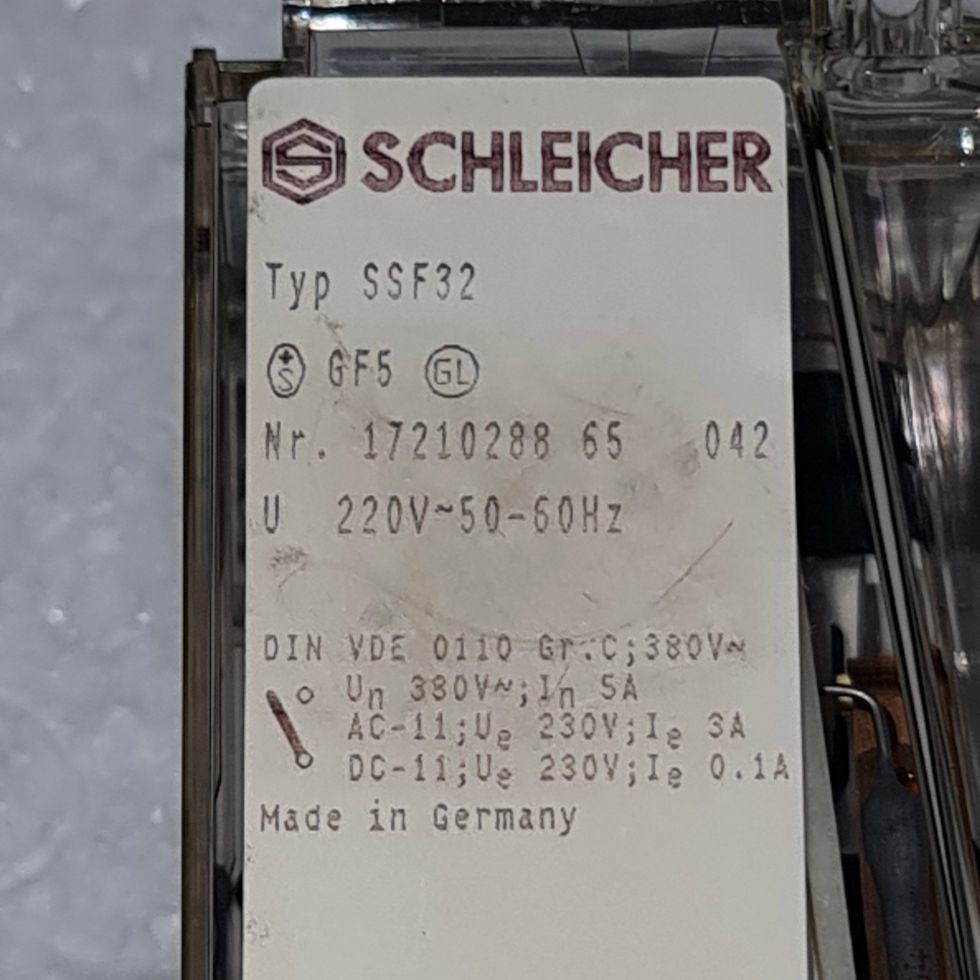 SCHLEICHER
Typ SSF32
S GF5 GL
Nr. 17210288 65 042
U 220V~50-60Hz
DIN VDE 0110 Gr.C;380V~
Un 380V~;In 5A
AC-11;Ue 230V;Ie 3A
DC-11;Ue 230V;Ie 0.1A
Made in Germany